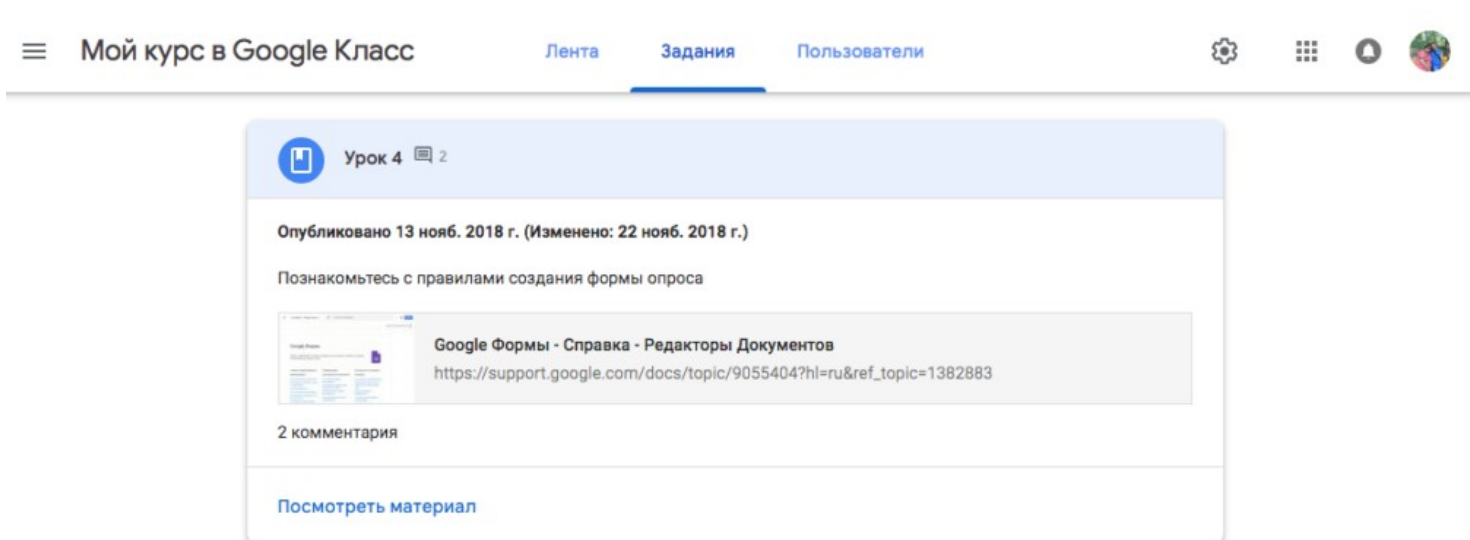 Мой курс в Google Класс
Лента
Задания
Пользователи
Урок 4 2
Опубликовано 13 нояб. 2018 г. (Изменено: 22 нояб. 2018 г.)
Познакомьтесь с правилами создания формы опроса
Google Формы - Справка - Редакторы Документов
https://support.google.com/docs/topic/9055404?hl=ru&ref_topic=1382883
2 комментария
Посмотреть материал